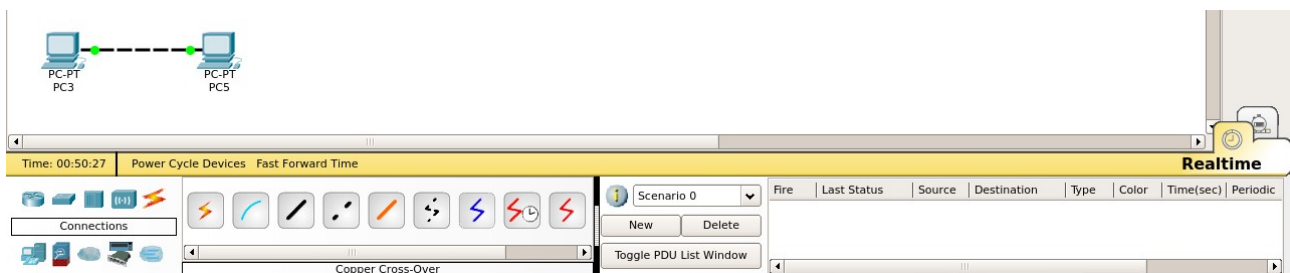 PC-PT
PC3
PC-PT
PC5
Time: 00:50:27 Power Cycle Devices Fast Forward Time
Realtime
Connections
Copper Cross-Over
Scenario 0
New Delete
Toggle PDU List Window
Fire Last Status Source Destination Type Color Time(sec) Periodic